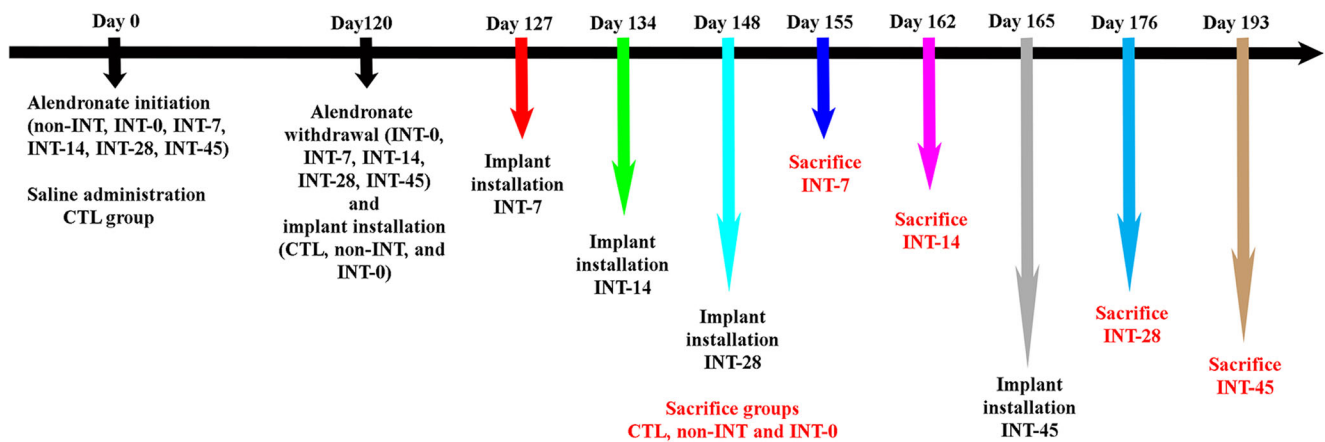 Day 0
Day120
Day 127
Day 134
Day 148
Day 155
Day 162
Day 165
Day 176
Day 193
Alendronate initiation
(non-INT, INT-0, INT-7,
INT-14, INT-28, INT-45)
Saline administration
CTL group
Alendronate
withdrawal (INT-0,
INT-7, INT-14,
INT-28, INT-45)
and
implant installation
(CTL, non-INT, and
INT-0)
Implant
installation
INT-7
Implant
installation
INT-14
Implant
installation
INT-28
Sacrifice groups
CTL, non-INT and INT-0
Sacrifice
INT-7
Sacrifice
INT-14
Implant
installation
INT-45
Sacrifice
INT-28
Sacrifice
INT-45